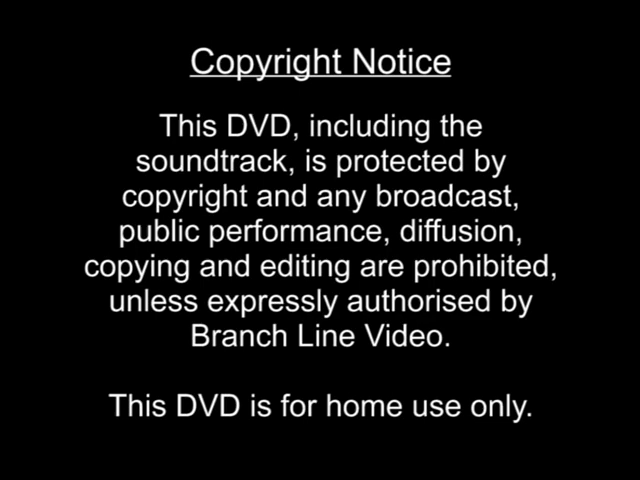 Copyright Notice
This DVD, including the
soundtrack, is protected by
copyright and any broadcast,
public performance, diffusion,
copying and editing are prohibited,
unless expressly authorised by
Branch Line Video.
This DVD is for home use only.